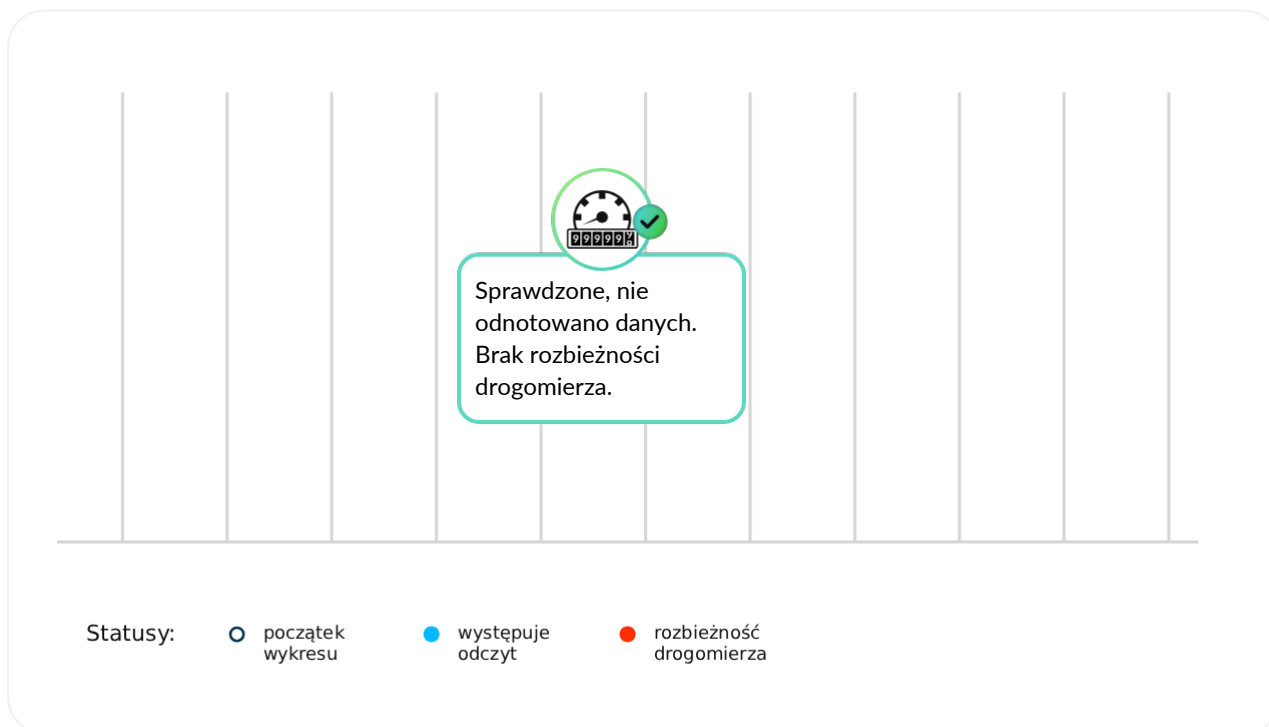 Sprawdzone, nie
odnotowano danych.
Brak rozbieżności
drogomierza.
Statusy:
początek
wykresu
występuje
odczyt
rozbieżność
drogomierza